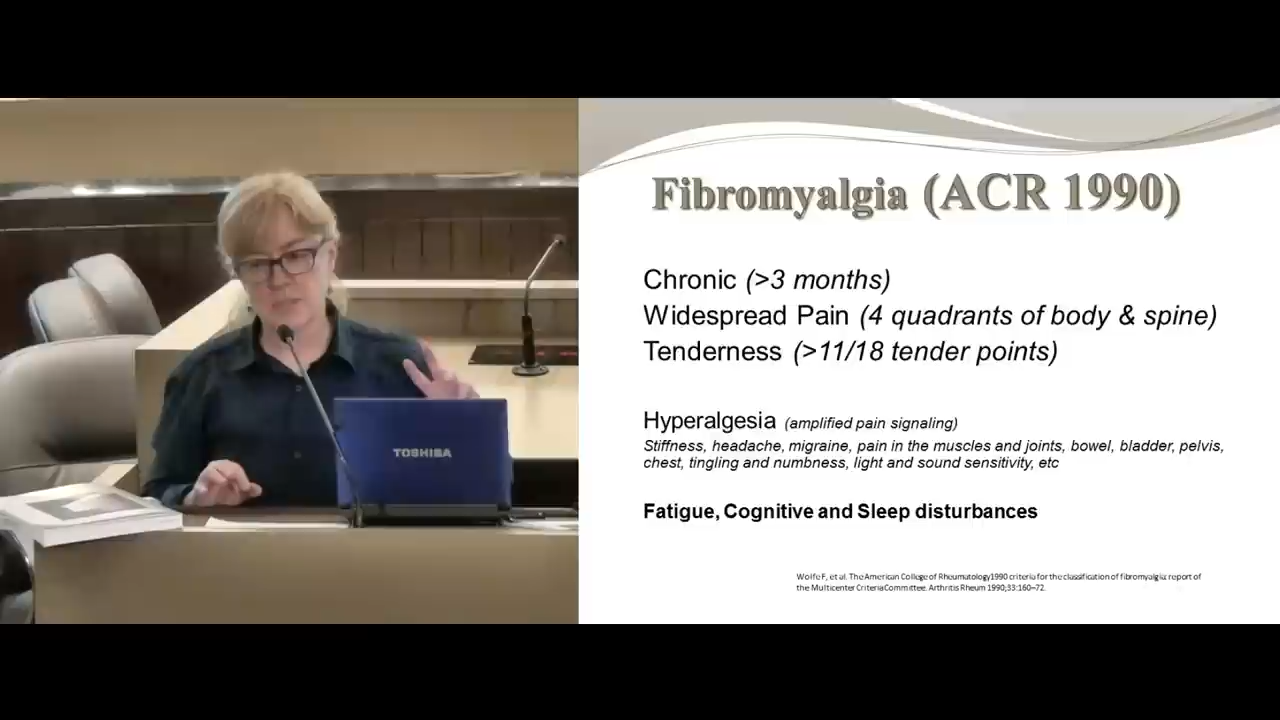 Fibromyalgia (ACR 1990)
Chronic (>3 months)
Widespread Pain (4 quadrants of body & spine)
Tenderness (>11/18 tender points)
Hyperalgesia (amplified pain signaling)
Stiffness, headache, migraine, pain in the muscles and joints, bowel, bladder, pelvis,
chest, tingling and numbness, light and sound sensitivity, etc
Fatigue, Cognitive and Sleep disturbances
Wolfe F, et al. The American College of Rheumatology 1990 criteria for the classification of fibromyalgia: report of
the Multicenter Criteria Committee. Arthritis Rheum 1990;33:160–72.
TOSHIBA